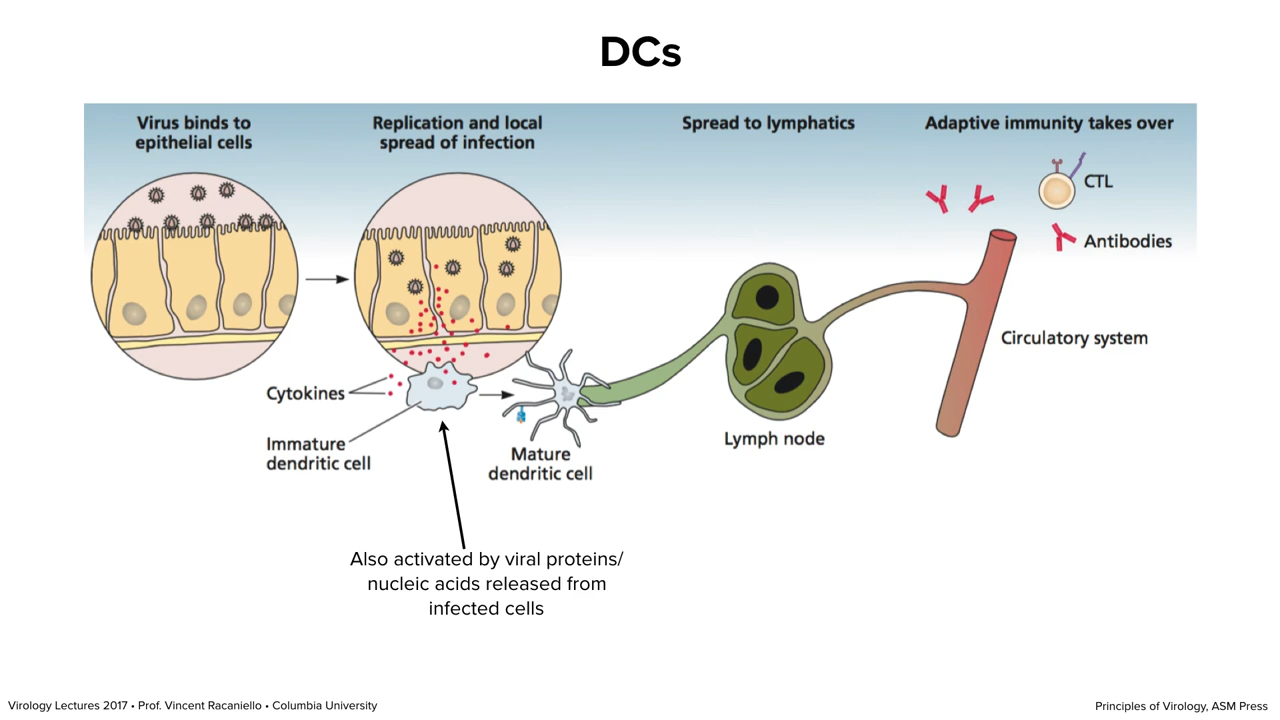 DCs
Virus binds to
epithelial cells
Replication and local
spread of infection
Spread to lymphatics
Adaptive immunity takes over
CTL
Antibodies
Circulatory system
Cytokines
Immature
dendritic cell
Mature
dendritic cell
Lymph node
Also activated by viral proteins/
nucleic acids released from
infected cells
Virology Lectures 2017 • Prof. Vincent Racaniello • Columbia University
Principles of Virology, ASM Press